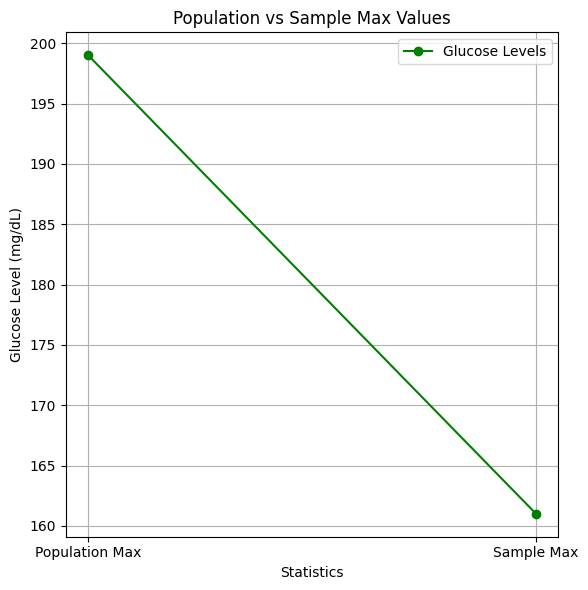 Population vs Sample Max Values
Glucose Levels
200
195
190
185
180
175
170
165
160
Glucose Level (mg/dL)
Population Max
Sample Max
Statistics